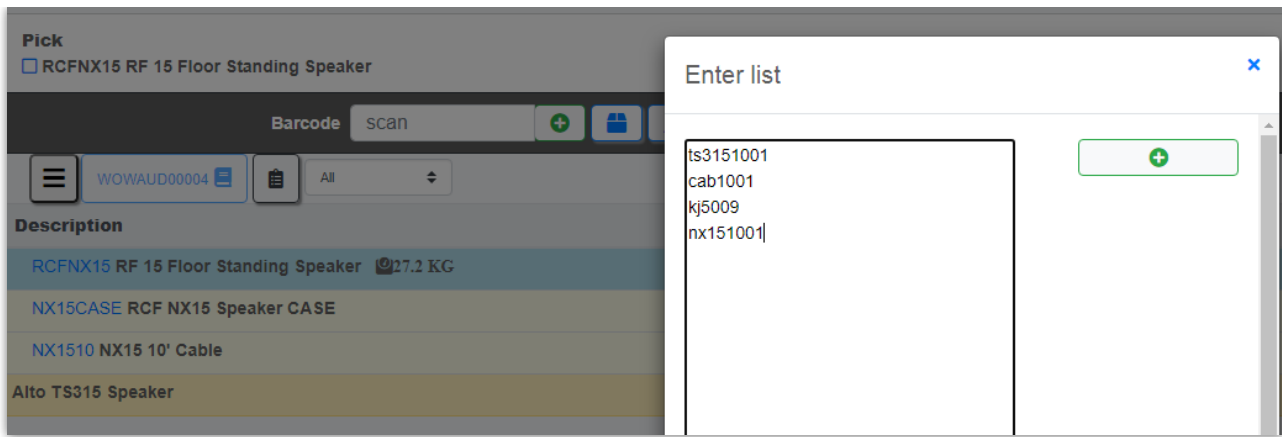 Pick
RCFNX15 RF 15 Floor Standing Speaker
Barcode scan
WOWAUD00004 All
Description
RCFNX15 RF 15 Floor Standing Speaker 27.2 KG
NX15CASE RCF NX15 Speaker CASE
NX1510 NX15 10' Cable
Alto TS315 Speaker
Enter list
ts3151001
cab1001
kj5009
nx151001